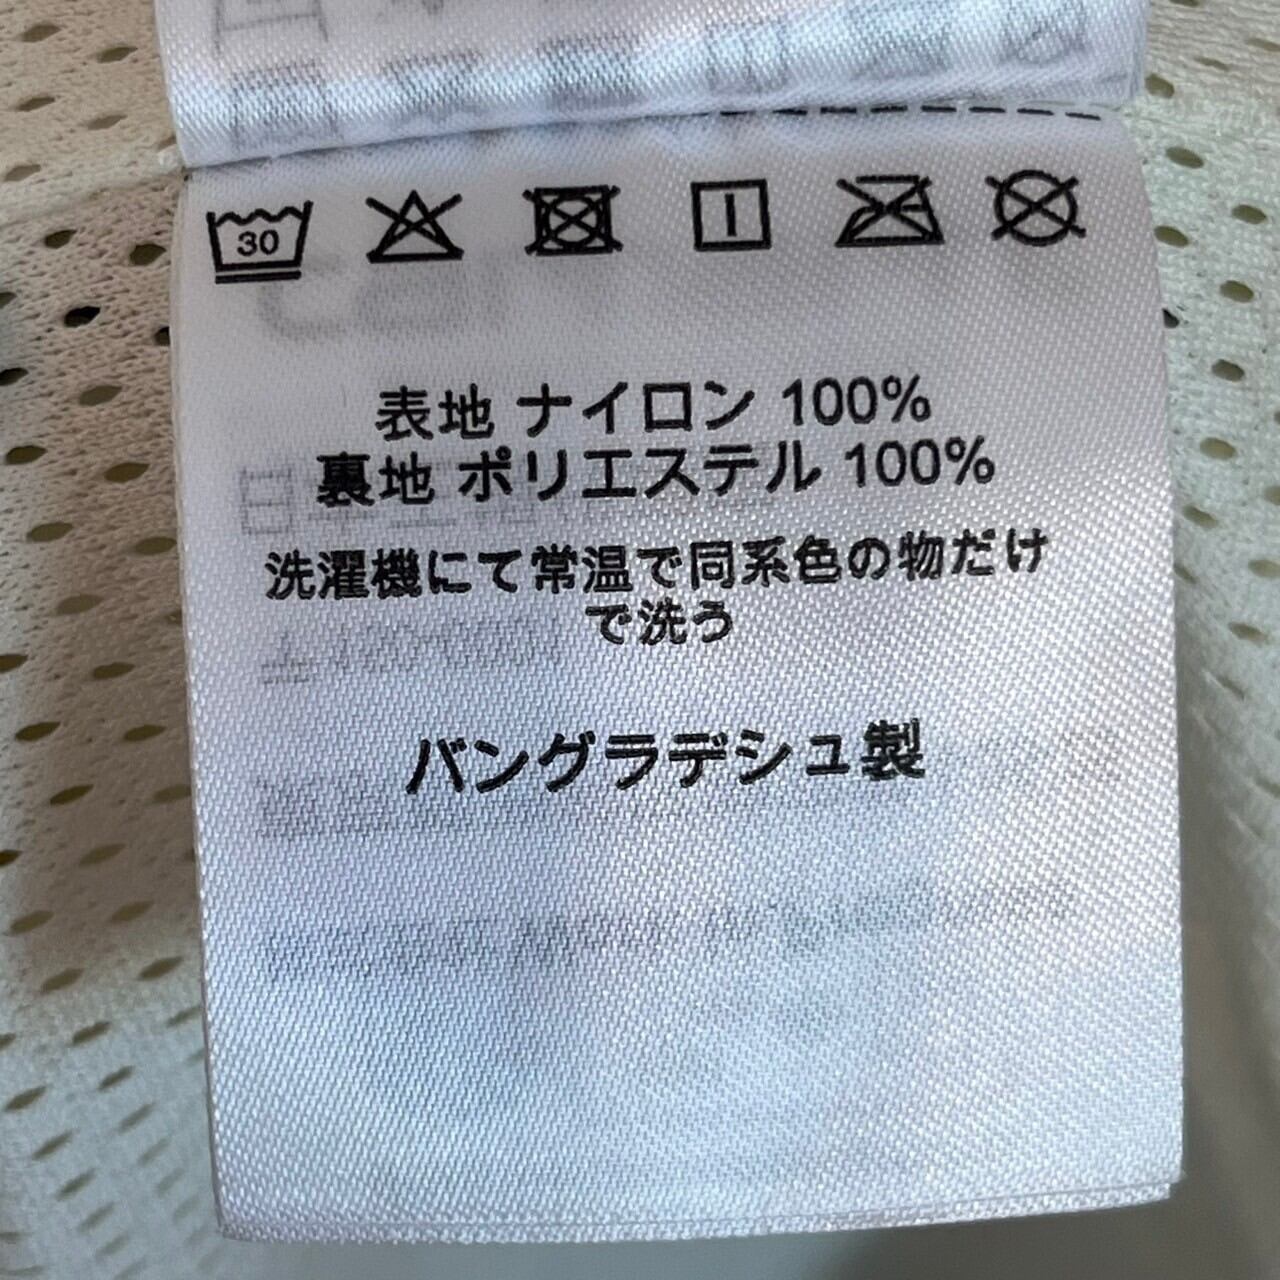 30
表地 ナイロン 100%
裏地 ポリエステル 100%
洗濯機にて常温で同系色の物だけ
で洗う
バングラデシュ製